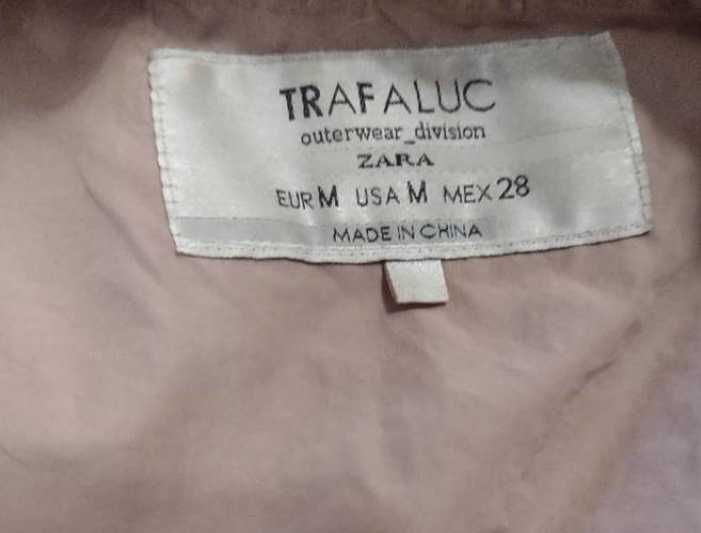 TRAFALUC
outerwear_division
ZARA
EUR M USA M MEX 28
MADE IN CHINA